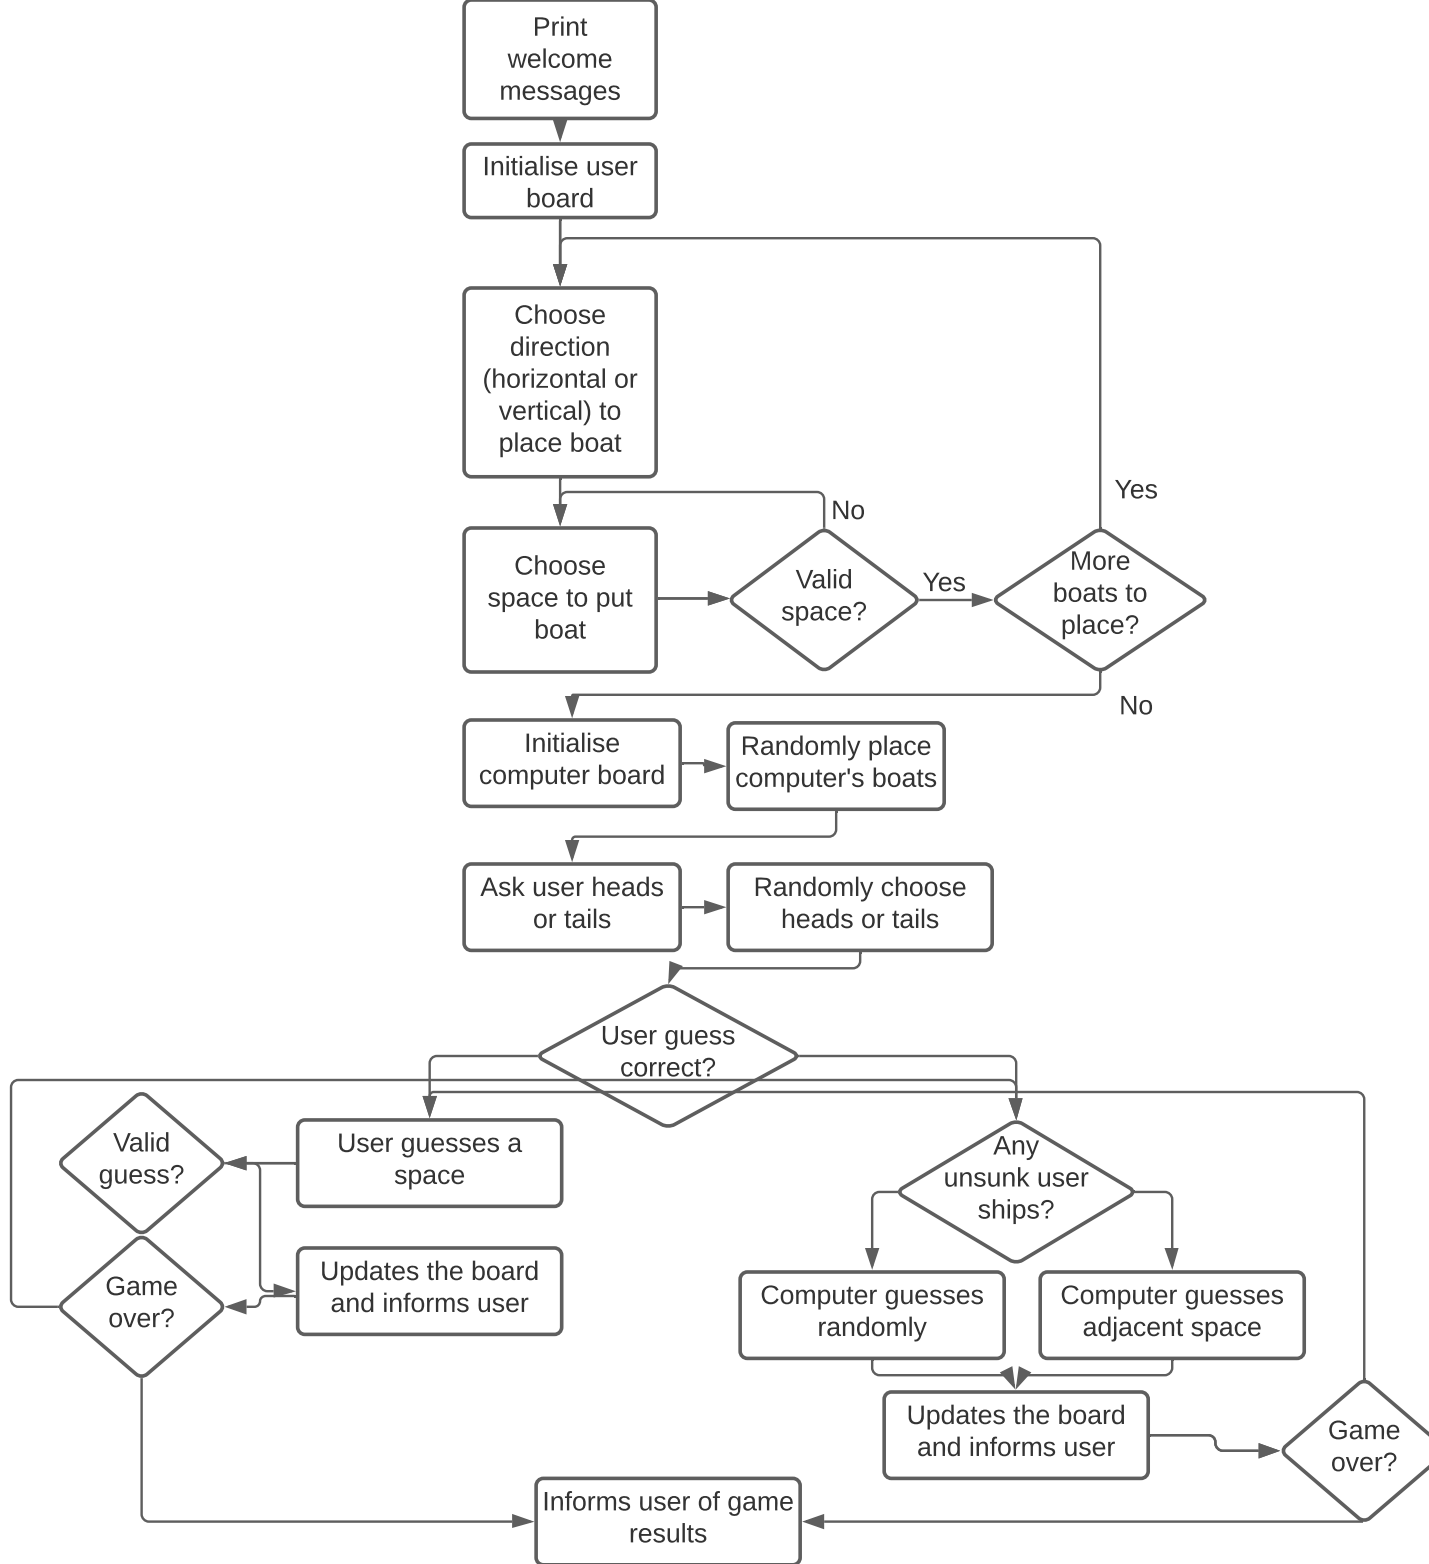 Print
welcome
messages
Initialise user
board
Choose
direction
(horizontal or
vertical) to
place boat
Yes
No
Choose
space to put
boat
Valid
space?
Yes
More
boats to
place?
No
Initialise
computer board
Randomly place
computer's boats
Ask user heads
or tails
Randomly choose
heads or tails
User guess
correct?
Valid
guess?
User guesses a
space
Any
unsunk user
ships?
Game
over?
Updates the board
and informs user
Computer guesses
randomly
Computer guesses
adjacent space
Updates the board
and informs user
Game
over?
Informs user of game
results